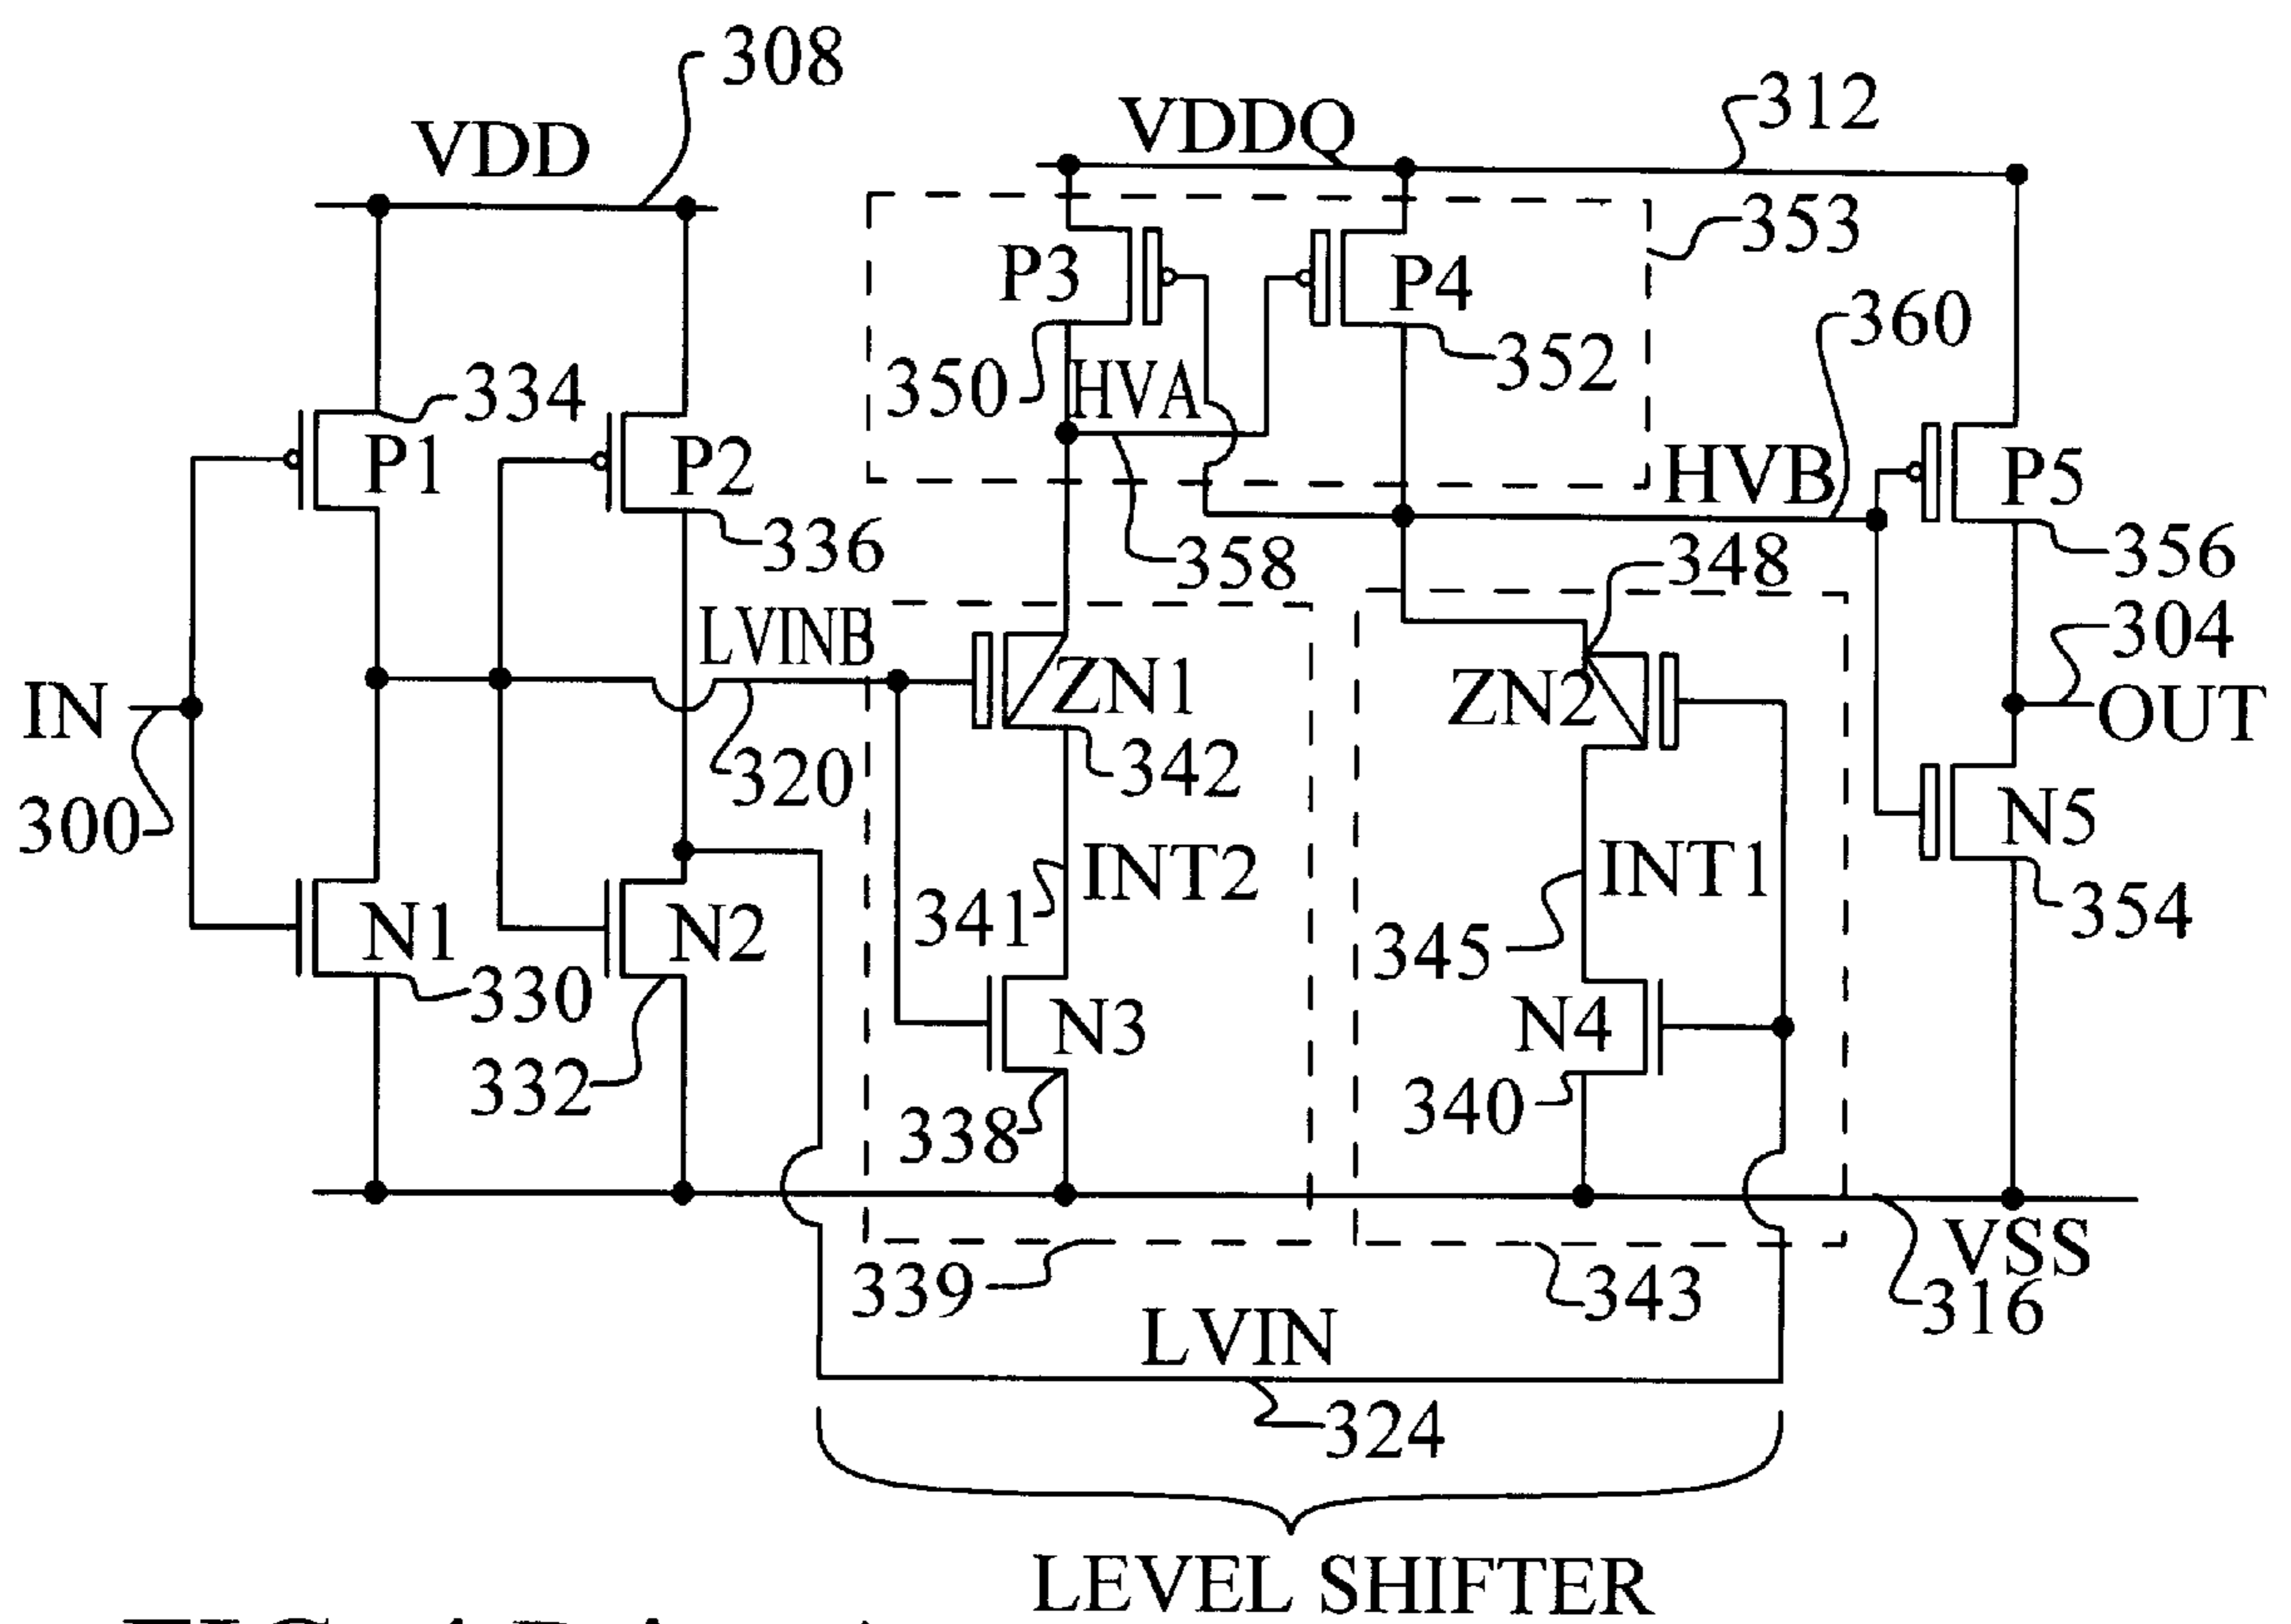 308
VDD
VDDQ
312
353
P3
P4
360
350
HVA
352
334
P1
P2
HVB
P5
336
358
348
356
LVINB
304
IN
ZN1
ZN2
OUT
320
342
300
N5
INT2
INT1
341
345
354
N1
N2
330
N3
N4
332
338
340
VSS
339
343
316
LVIN
324
LEVEL SHIFTER